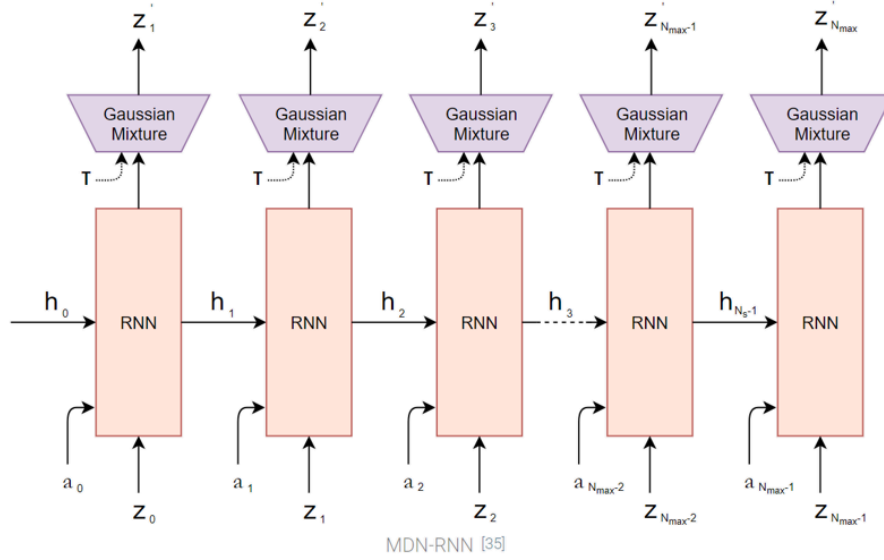 z'₁ z'₂ z'₃ z'Nmax-1 z'Nmax
Gaussian Mixture Gaussian Mixture Gaussian Mixture Gaussian Mixture Gaussian Mixture
T T T T T
h₀ h₁ h₂ h₃ hNs-1
RNN RNN RNN RNN RNN
a₀ a₁ a₂ aNmax-2 aNmax-1
z₀ z₁ z₂ zNmax-2 zNmax-1
MDN-RNN [35]